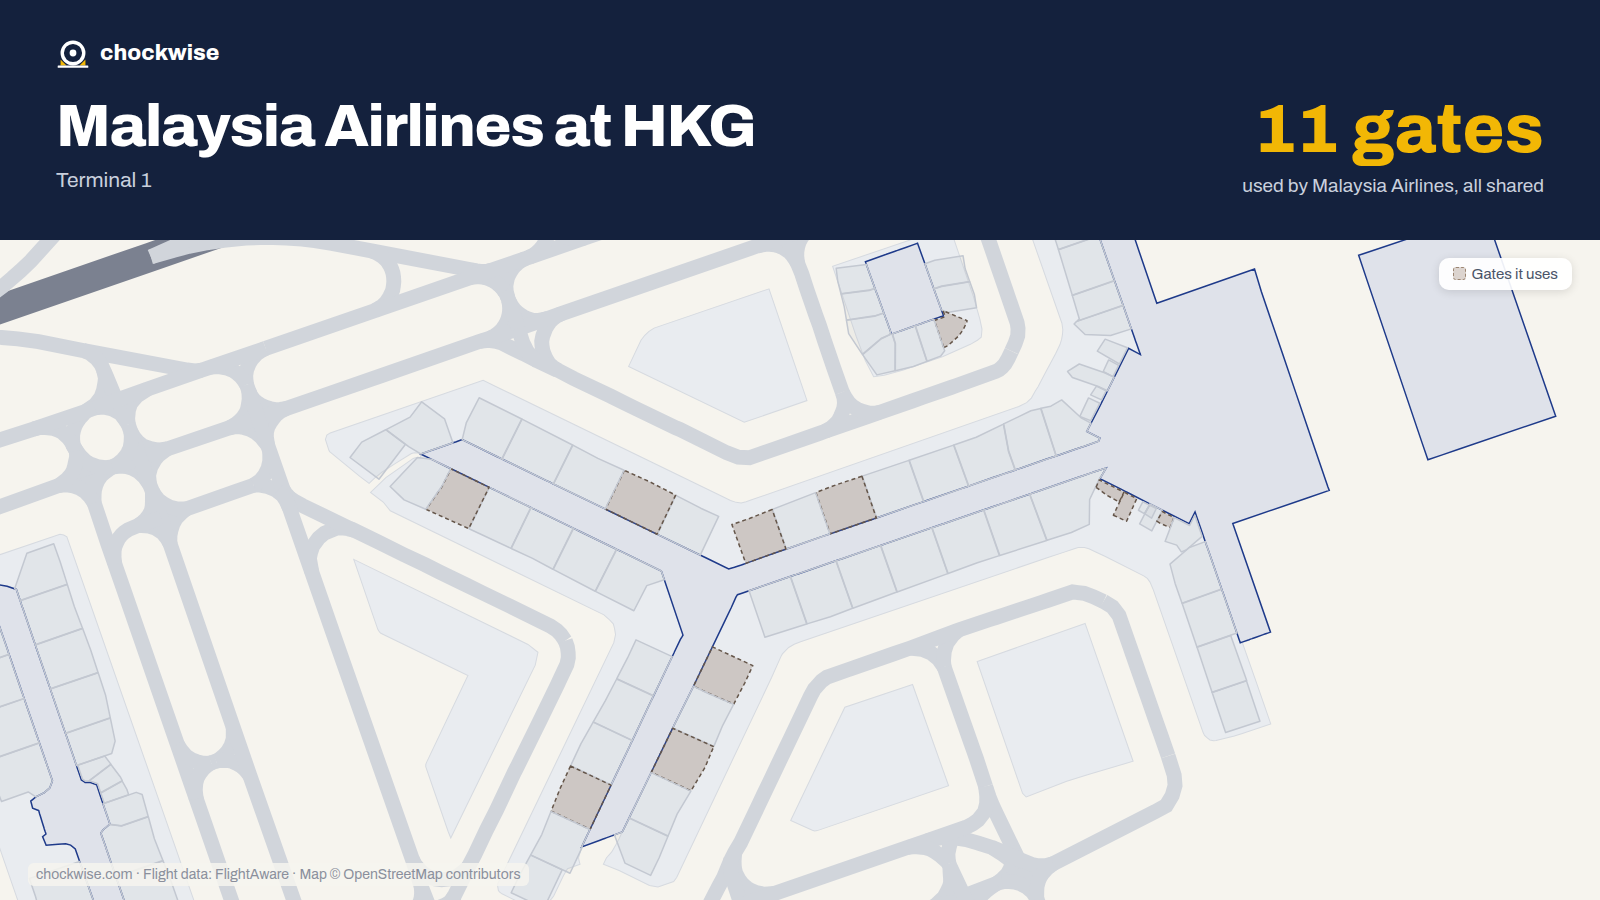 chockwise
Malaysia Airlines at HKG
Terminal 1
11 gates
used by Malaysia Airlines, all shared
Gates it uses
chockwise.com · Flight data: FlightAware · Map © OpenStreetMap contributors